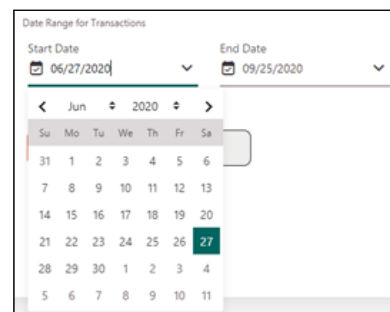 Date Range for Transactions
Start Date End Date
06/27/2020 09/25/2020
Jun 2020
Su Mo Tu We Th Fr Sa
31 1 2 3 4 5 6
7 8 9 10 11 12 13
14 15 16 17 18 19 20
21 22 23 24 25 26 27
28 29 30 1 2 3 4
5 6 7 8 9 10 11